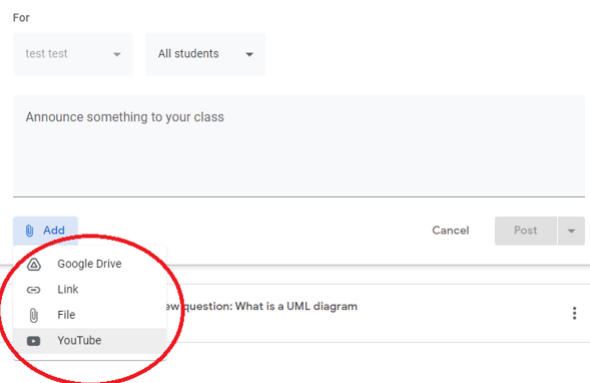 For
test test
All students
Announce something to your class
Add
Cancel
Post
Google Drive
Link
question: What is a UML diagram
File
YouTube